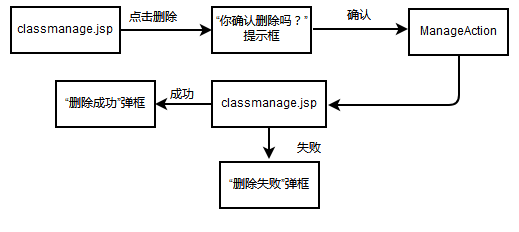 classmanage.jsp
点击删除
“你确认删除吗？”
提示框
确认
ManageAction
“删除成功”弹框
成功
classmanage.jsp
失败
“删除失败”弹框